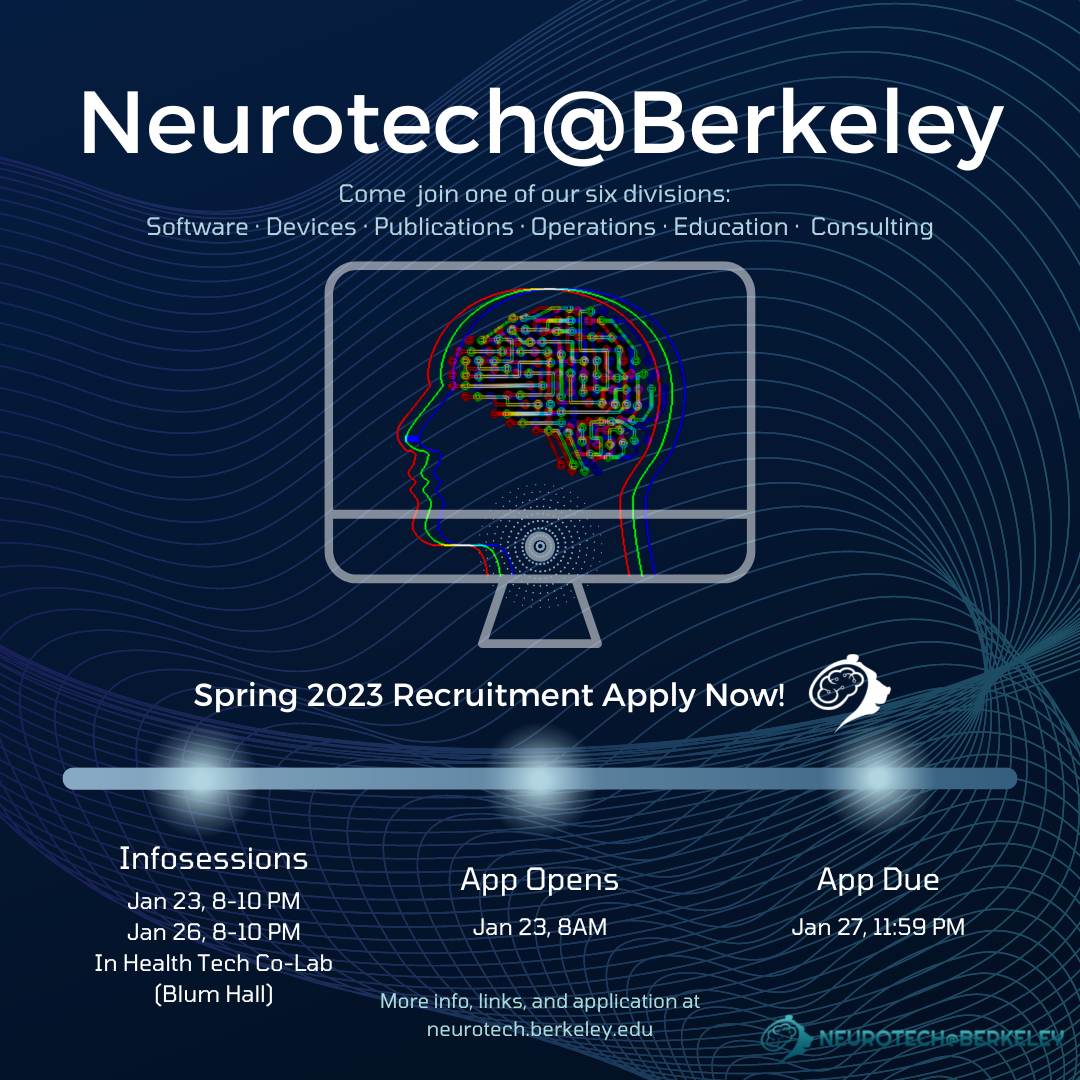 Neurotech@Berkeley
Come join one of our six divisions:
Software · Devices · Publications · Operations · Education · Consulting
Spring 2023 Recruitment Apply Now!
Infosessions
Jan 23, 8-10 PM
Jan 26, 8-10 PM
In Health Tech Co-Lab
(Blum Hall)
App Opens
Jan 23, 8AM
App Due
Jan 27, 11:59 PM
More info, links, and application at
neurotech.berkeley.edu
NEUROTECH@BERKELEY